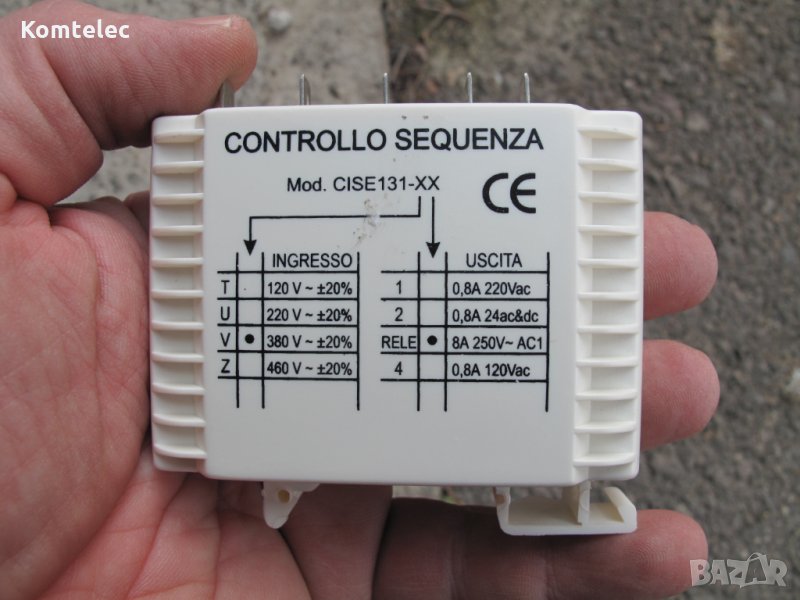 Komtelec
CONTROLLO SEQUENZA
Mod. CISE131-XX
CE
INGRESSO
T 120 V ~ ±20%
U 220 V ~ ±20%
V • 380 V ~ ±20%
Z 460 V ~ ±20%
USCITA
1 0,8A 220Vac
2 0,8A 24ac&dc
RELE • 8A 250V~ AC1
4 0,8A 120Vac
BAZAR